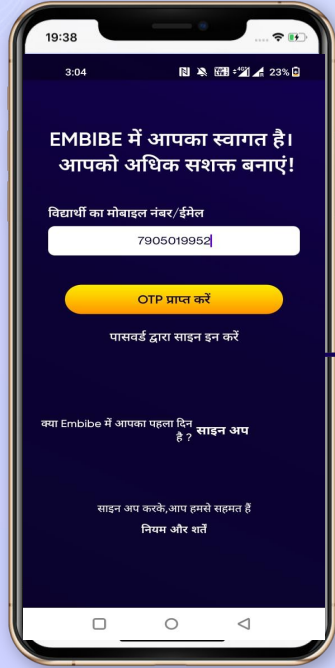 19:38
3:04
23%
EMBIBE में आपका स्वागत है।
आपको अधिक सशक्त बनाएं!
विद्यार्थी का मोबाइल नंबर/ईमेल
7905019952
OTP प्राप्त करें
पासवर्ड द्वारा साइन इन करें
क्या Embibe में आपका पहला दिन
है ? साइन अप
साइन अप करके,आप हमसे सहमत हैं
नियम और शर्तें